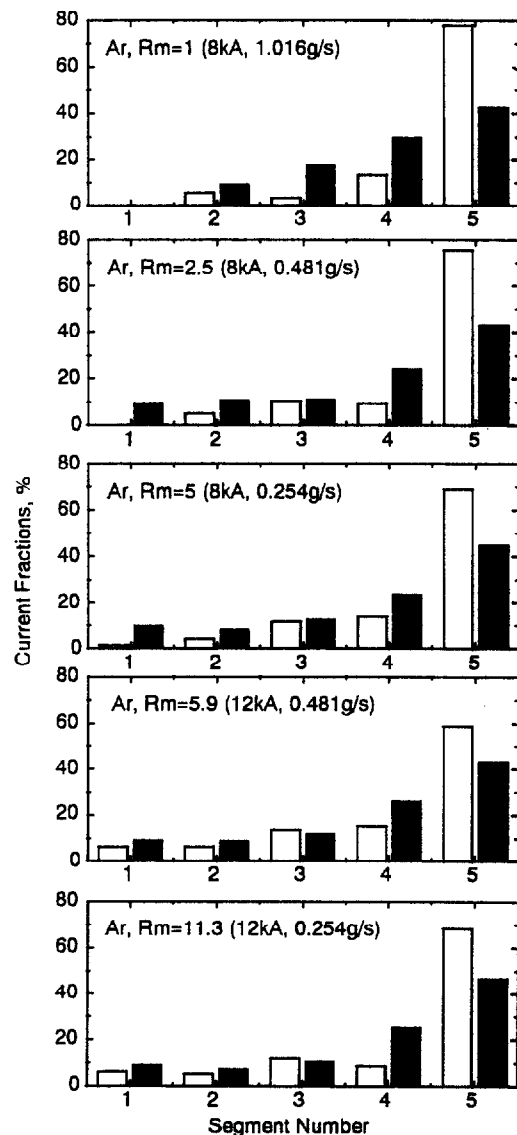 80
Ar, Rm=1 (8kA, 1.016g/s)
60
40
20
0
1 2 3 4 5
80
Ar, Rm=2.5 (8kA, 0.481g/s)
60
40
20
0
1 2 3 4 5
80
Ar, Rm=5 (8kA, 0.254g/s)
60
40
20
0
1 2 3 4 5
80
Ar, Rm=5.9 (12kA, 0.481g/s)
60
40
20
0
1 2 3 4 5
80
Ar, Rm=11.3 (12kA, 0.254g/s)
60
40
20
0
1 2 3 4 5
Current Fractions, %
Segment Number